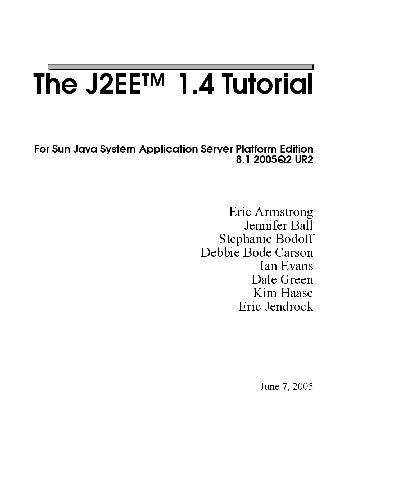 The J2EE™ 1.4 Tutorial
For Sun Java System Application Server Platform Edition
8.1 2005Q2 UR2
Eric Armstrong
Jennifer Ball
Stephanie Bodoff
Debbie Bode Carson
Ian Evans
Dale Green
Kim Haase
Eric Jendrock
June 7, 2005